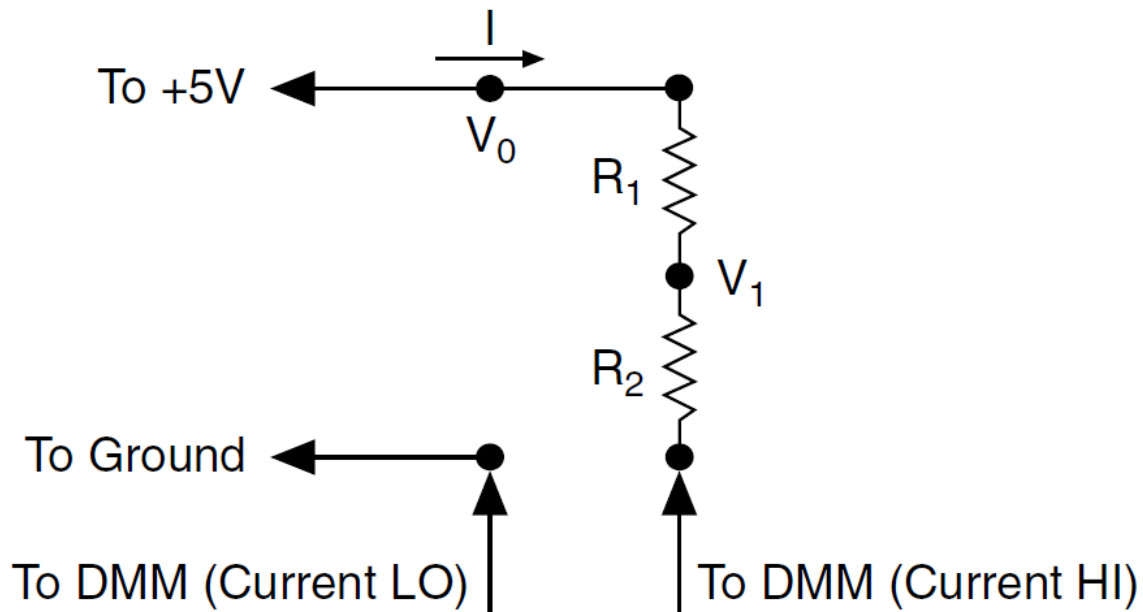 I
To +5V
V₀
R₁
V₁
R₂
To Ground
To DMM (Current LO)
To DMM (Current HI)